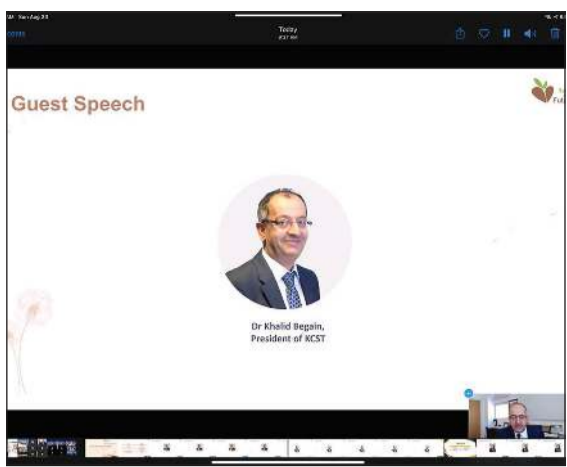 Today
Guest Speech
Dr Khalid Begain,
President of KCST